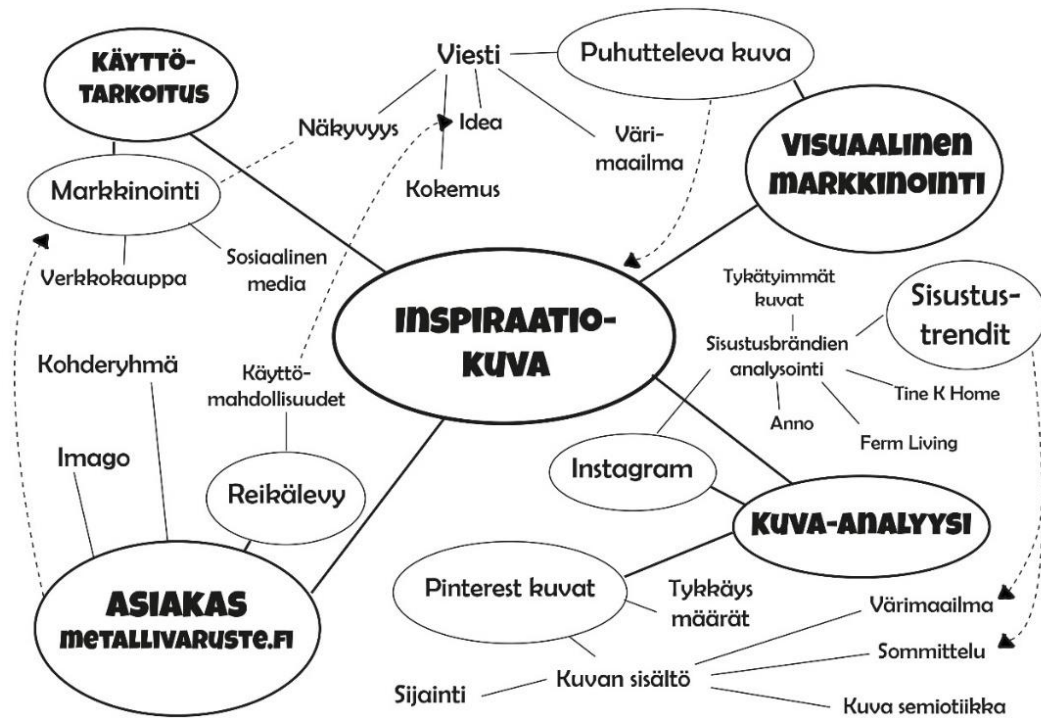 KÄYTTÖ-
TARKOITUS
Viesti
Puhutteleva kuva
Näkyvyys
Idea
Väri-
maailma
Kokemus
VISUAALINEN
MARKKINOINTI
Markkinointi
Verkkokauppa
Sosiaalinen
media
INSPIRAATIO-
KUVA
Tykätyimmät
kuvat
Sisustus-
trendit
Sisustusbrändien
analysointi
Tine K Home
Anno
Ferm Living
Kohderyhmä
Käyttö-
mahdollisuudet
Imago
Reikälevy
Instagram
KUVA-ANALYYSI
ASIAKAS
METALLIVARUSTE.FI
Pinterest kuvat
Tykkäys
määrät
Värimaailma
Sommittelu
Kuvan sisältö
Sijainti
Kuva semiotiikka